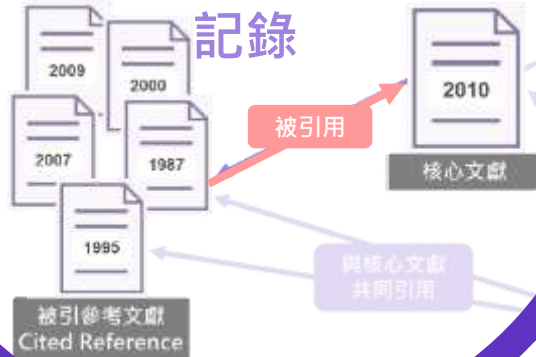 記錄
2009
2000
2010
被引用
2007
1987
核心文獻
1995
與核心文獻
共同引用
被引參考文獻
Cited Reference